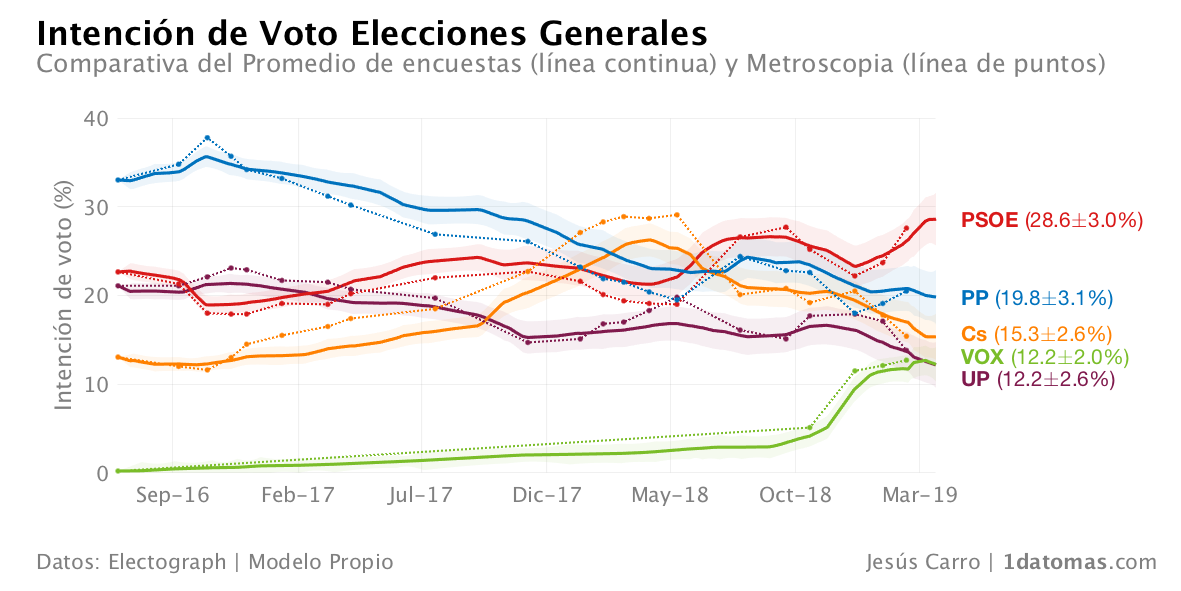 Intención de Voto Elecciones Generales
Comparativa del Promedio de encuestas (línea continua) y Metroscopia (línea de puntos)
40
30
20
10
0
Intención de voto (%)
PSOE (28.6±3.0%)
PP (19.8±3.1%)
Cs (15.3±2.6%)
VOX (12.2±2.0%)
UP (12.2±2.6%)
Sep–16 Feb–17 Jul–17 Dic–17 May–18 Oct–18 Mar–19
Datos: Electograph | Modelo Propio
Jesús Carro | 1datomas.com